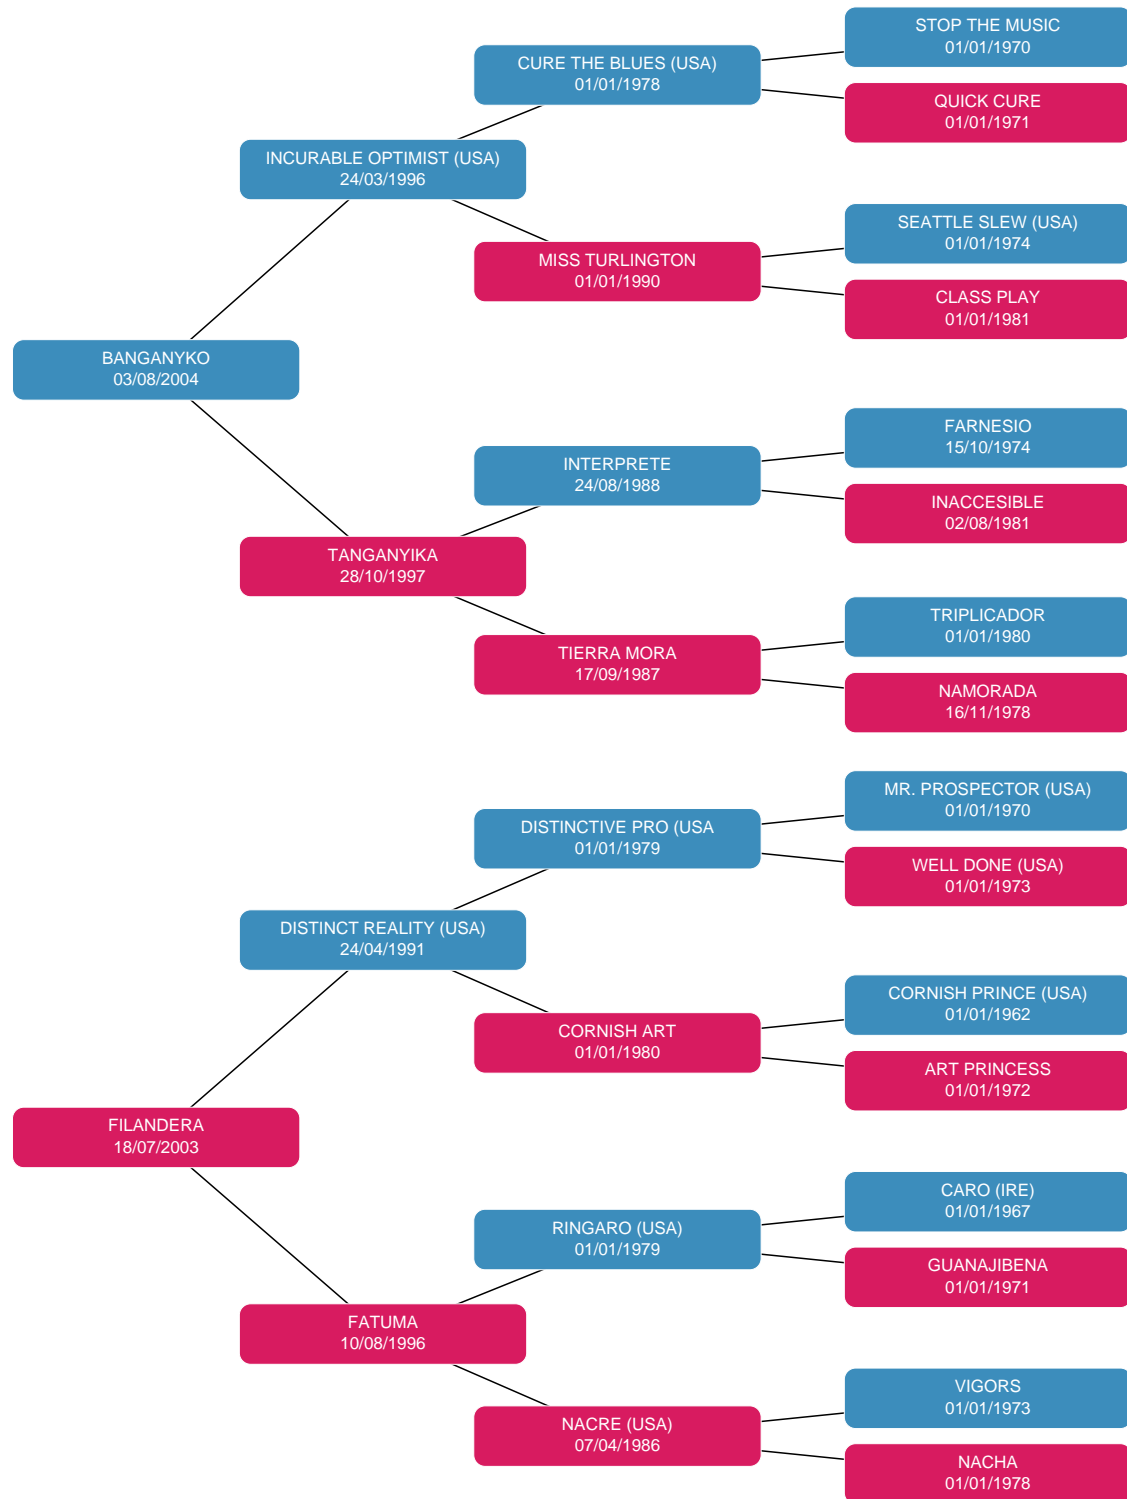 STOP THE MUSIC
01/01/1970
CURE THE BLUES (USA)
01/01/1978
QUICK CURE
01/01/1971
INCURABLE OPTIMIST (USA)
24/03/1996
SEATTLE SLEW (USA)
01/01/1974
MISS TURLINGTON
01/01/1990
CLASS PLAY
01/01/1981
BANGANYKO
03/08/2004
FARNESIO
15/10/1974
INTERPRETE
24/08/1988
INACCESIBLE
02/08/1981
TANGANYIKA
28/10/1997
TRIPLICADOR
01/01/1980
TIERRA MORA
17/09/1987
NAMORADA
16/11/1978
MR. PROSPECTOR (USA)
01/01/1970
DISTINCTIVE PRO (USA
01/01/1979
WELL DONE (USA)
01/01/1973
DISTINCT REALITY (USA)
24/04/1991
CORNISH PRINCE (USA)
01/01/1962
CORNISH ART
01/01/1980
ART PRINCESS
01/01/1972
FILANDERA
18/07/2003
CARO (IRE)
01/01/1967
RINGARO (USA)
01/01/1979
GUANAJIBENA
01/01/1971
FATUMA
10/08/1996
VIGORS
01/01/1973
NACRE (USA)
07/04/1986
NACHA
01/01/1978